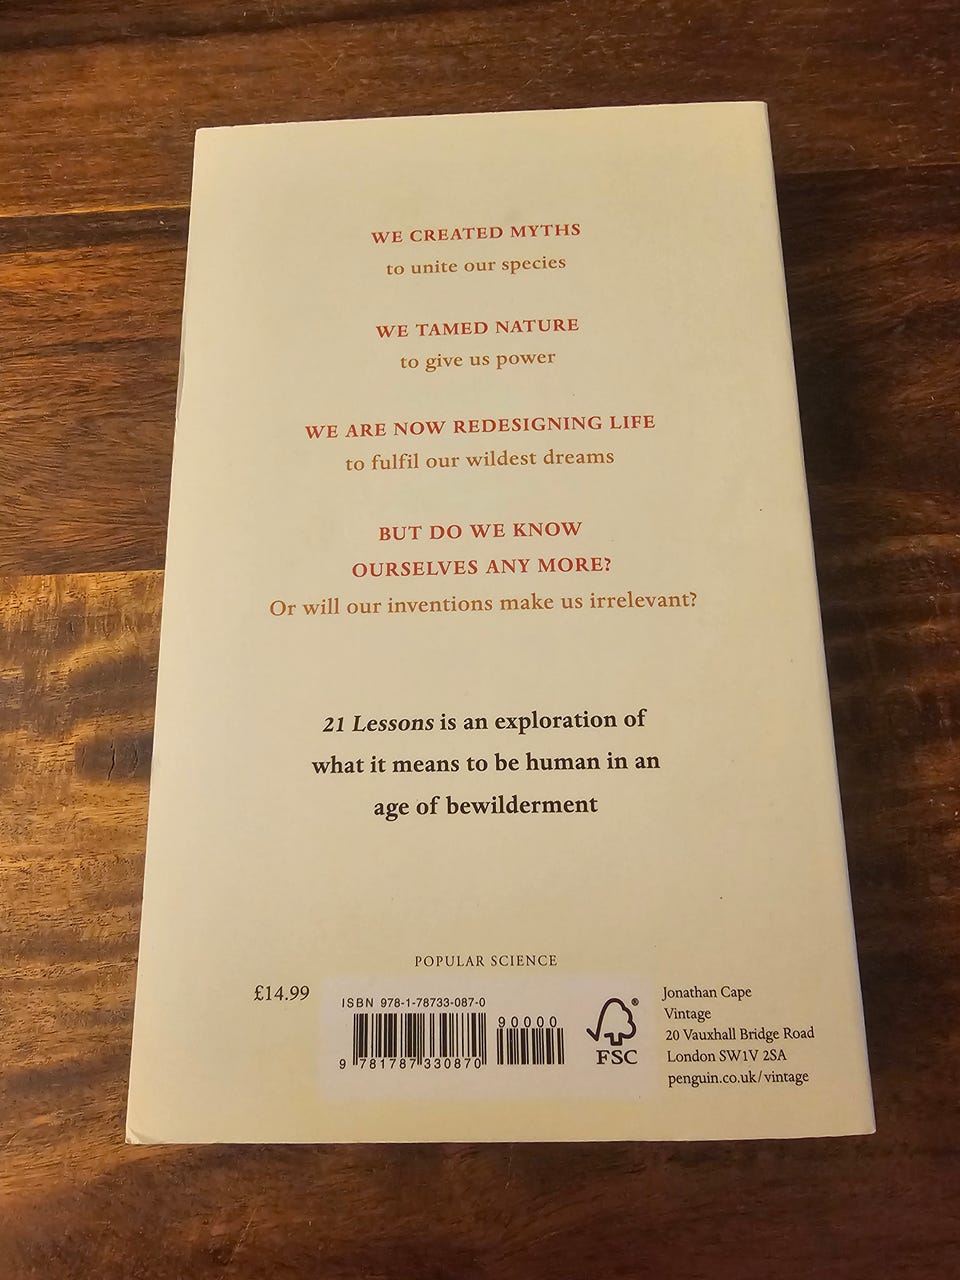 WE CREATED MYTHS
to unite our species
WE TAMED NATURE
to give us power
WE ARE NOW REDESIGNING LIFE
to fulfil our wildest dreams
BUT DO WE KNOW
OURSELVES ANY MORE?
Or will our inventions make us irrelevant?
21 Lessons is an exploration of
what it means to be human in an
age of bewilderment
POPULAR SCIENCE
£14.99
ISBN 978-1-78733-087-0
90000
9 781787 330870
®
FSC
Jonathan Cape
Vintage
20 Vauxhall Bridge Road
London SW1V 2SA
penguin.co.uk/vintage